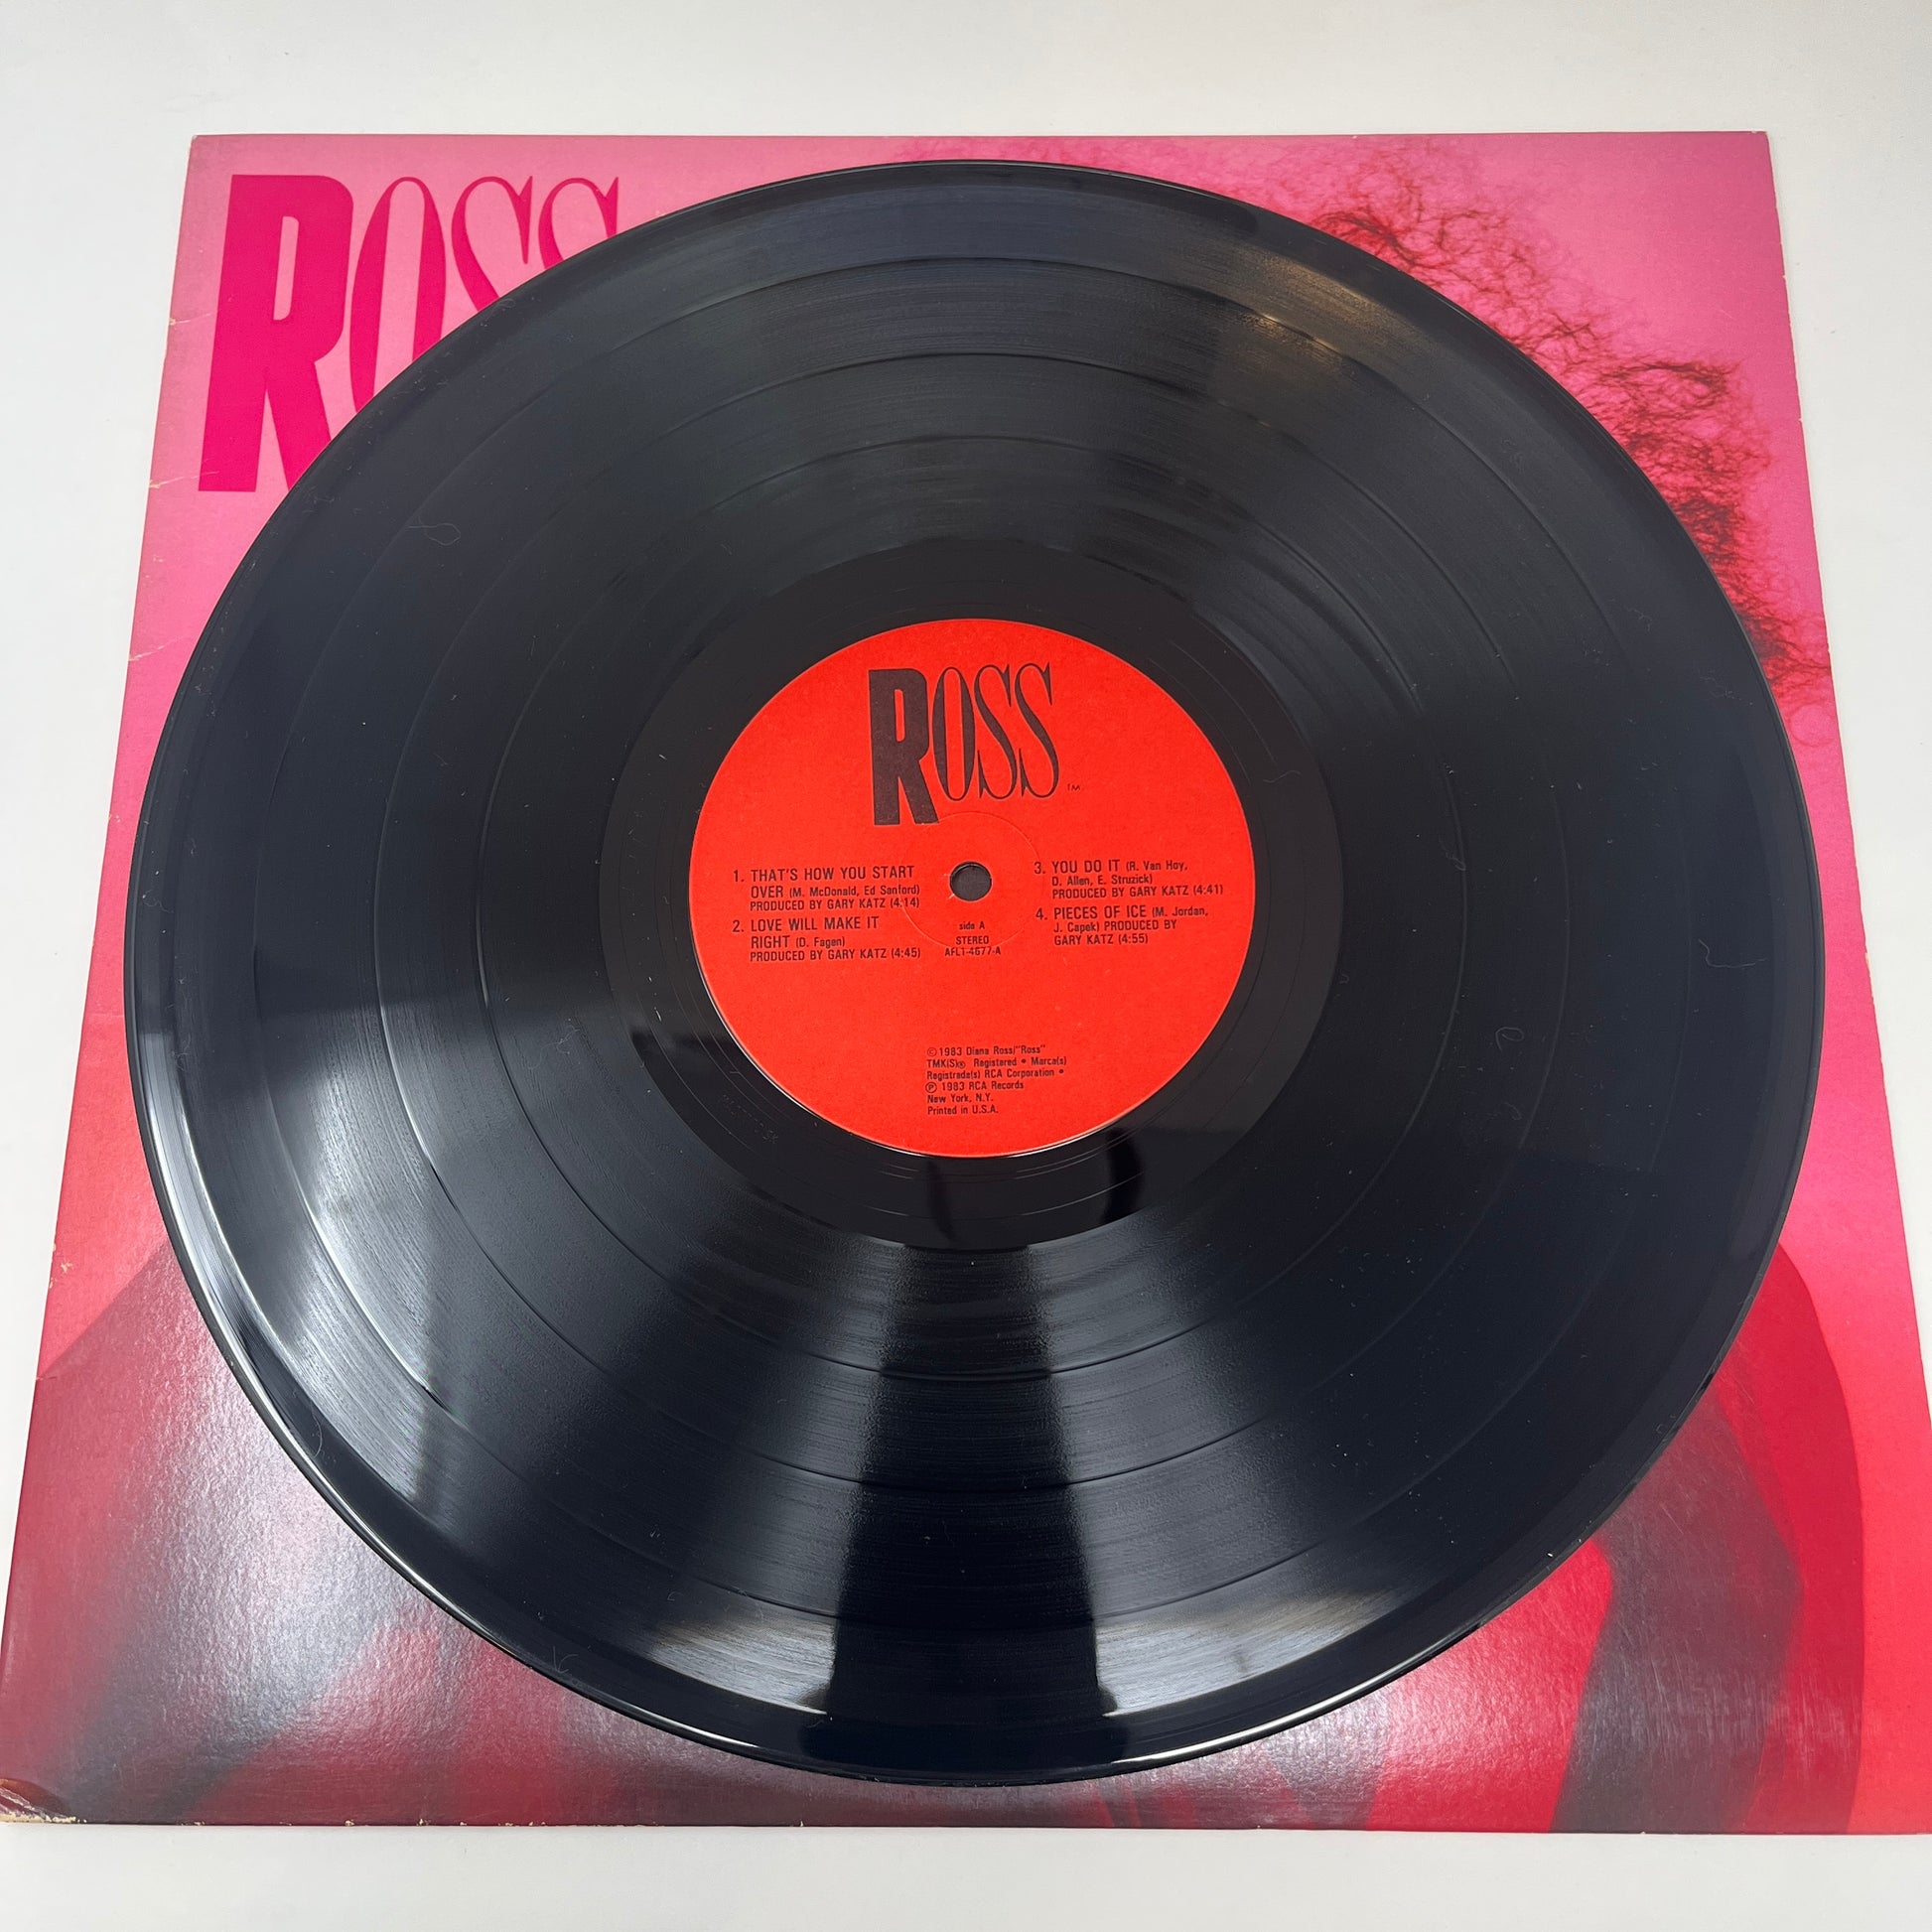 ROSS
ROSS
TM.
1. THAT'S HOW YOU START
OVER (M. McDonald, Ed Sanford)
PRODUCED BY GARY KATZ (4:14)
2. LOVE WILL MAKE IT
RIGHT (D. Fagen)
PRODUCED BY GARY KATZ (4:45)
side A
STEREO
AFL1-4677-A
3. YOU DO IT (R. Van Hoy,
D. Allen, E. Struzick)
PRODUCED BY GARY KATZ (4:41)
4. PIECES OF ICE (M. Jordan,
J. Capek) PRODUCED BY
GARY KATZ (4:55)
©1983 Diana Ross/"Ross"
TMK(S)® Registered • Marca(s)
Registrada(s) RCA Corporation •
℗ 1983 RCA Records
New York, N.Y.
Printed in U.S.A.